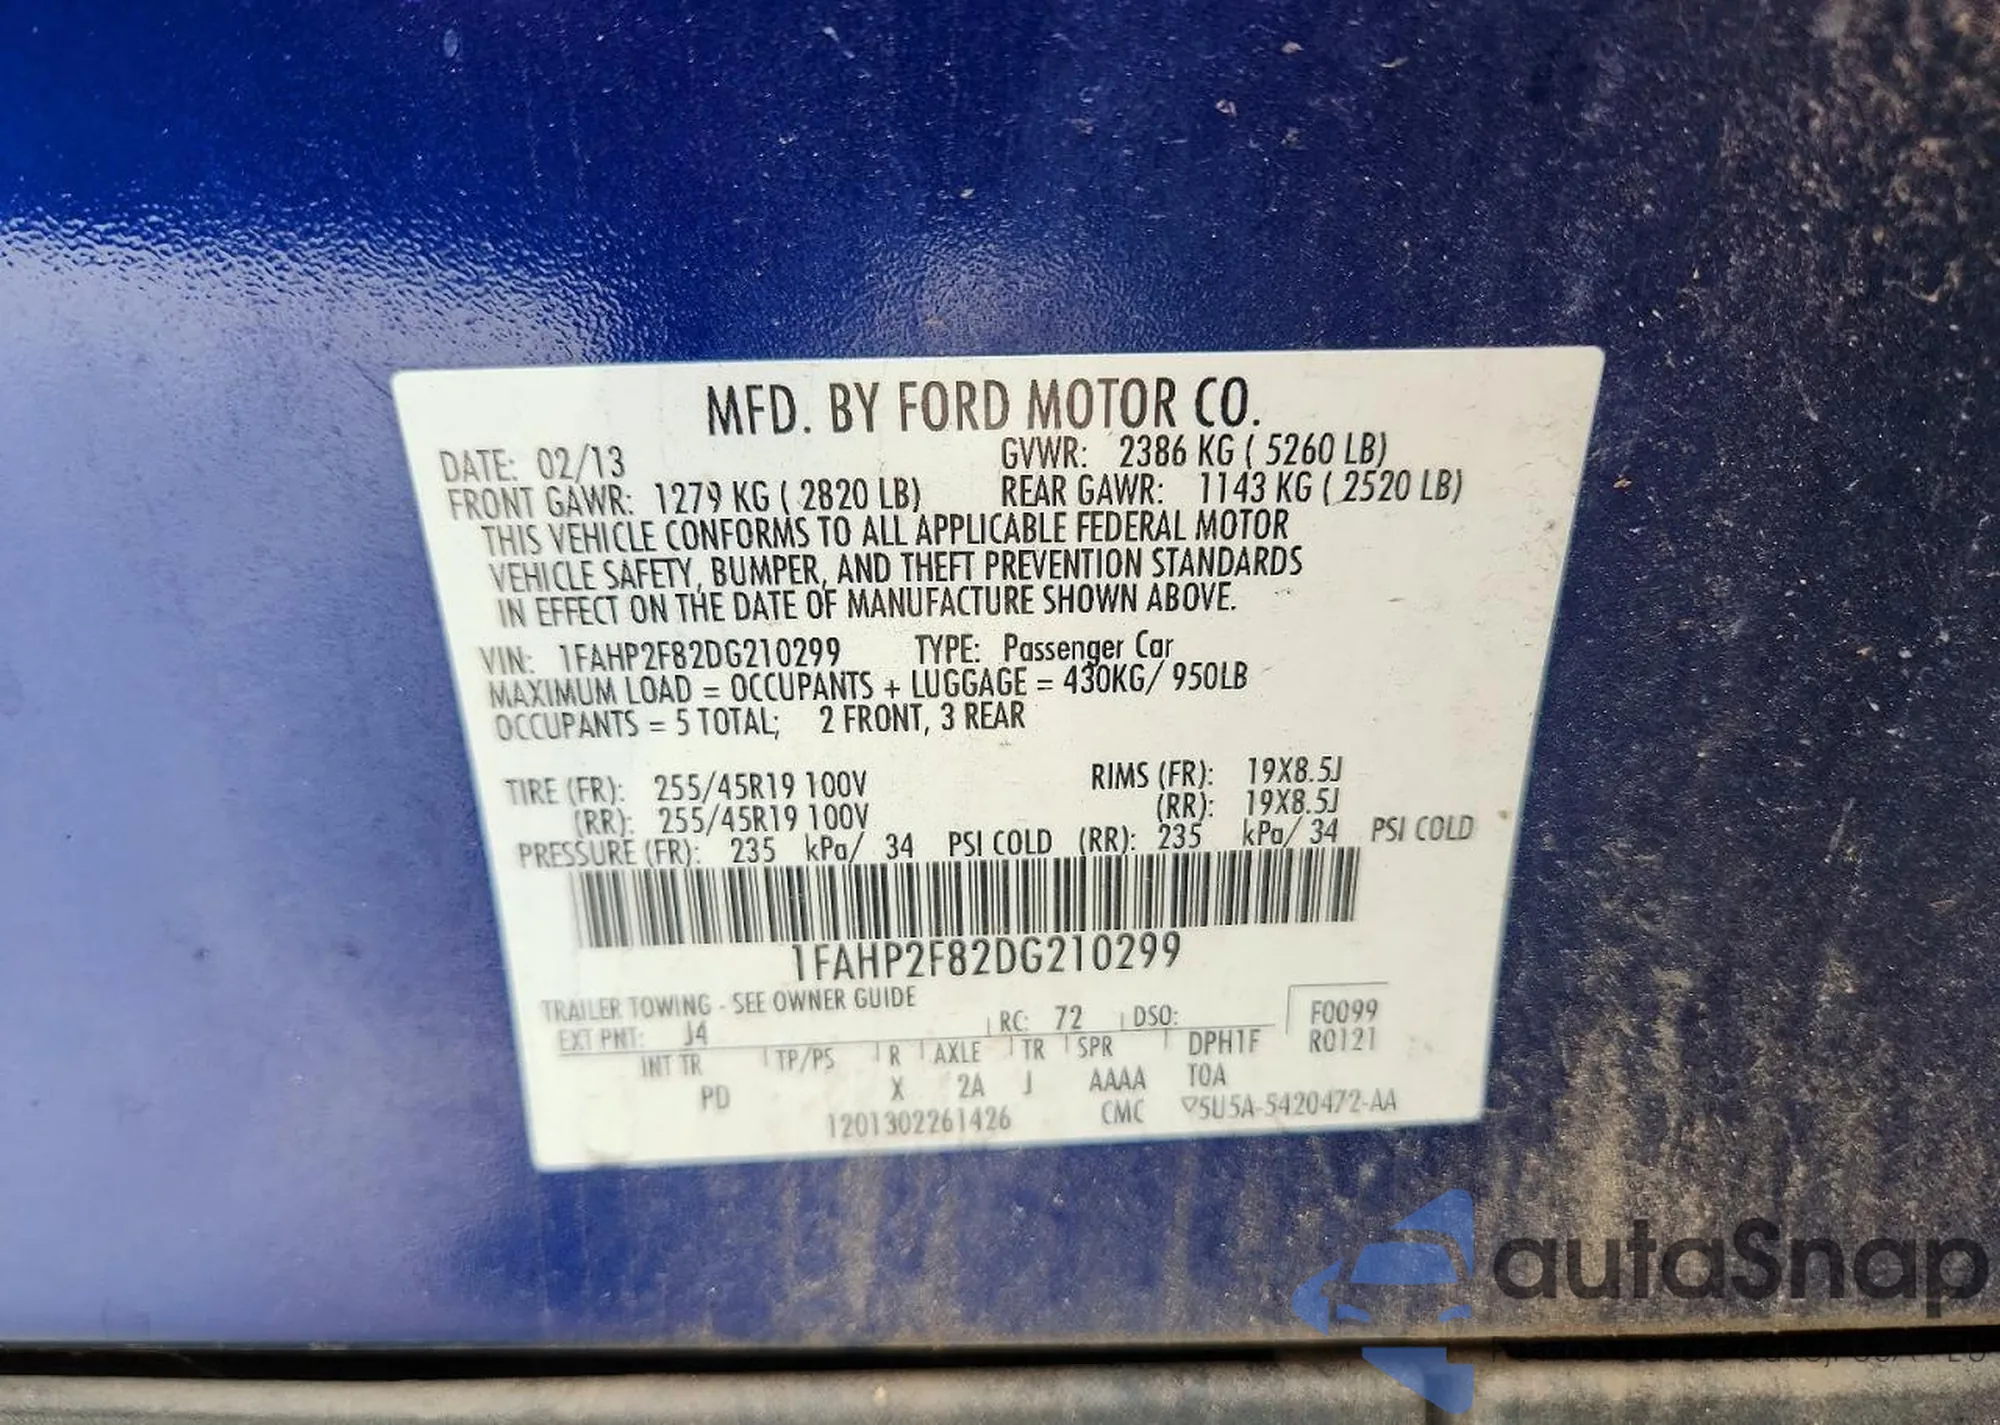 MFD. BY FORD MOTOR CO.
DATE: 02/13 GVWR: 2386 KG ( 5260 LB)
FRONT GAWR: 1279 KG ( 2820 LB) REAR GAWR: 1143 KG ( 2520 LB)
THIS VEHICLE CONFORMS TO ALL APPLICABLE FEDERAL MOTOR
VEHICLE SAFETY, BUMPER, AND THEFT PREVENTION STANDARDS
IN EFFECT ON THE DATE OF MANUFACTURE SHOWN ABOVE.
VIN: 1FAHP2F82DG210299 TYPE: Passenger Car
MAXIMUM LOAD = OCCUPANTS + LUGGAGE = 430KG/ 950LB
OCCUPANTS = 5 TOTAL; 2 FRONT, 3 REAR
TIRE (FR): 255/45R19 100V RIMS (FR): 19X8.5J
(RR): 255/45R19 100V (RR): 19X8.5J
PRESSURE (FR): 235 kPa/ 34 PSI COLD (RR): 235 kPa/ 34 PSI COLD
1FAHP2F82DG210299
TRAILER TOWING - SEE OWNER GUIDE
EXT PNT: J4 RC: 72 DSO: F0099
INT TR TP/PS R AXLE TR SPR DPH1F R0121
PD X 2A J AAAA T0A
1201302261426 CMC ▽5U5A-5420472-AA
autaSnap